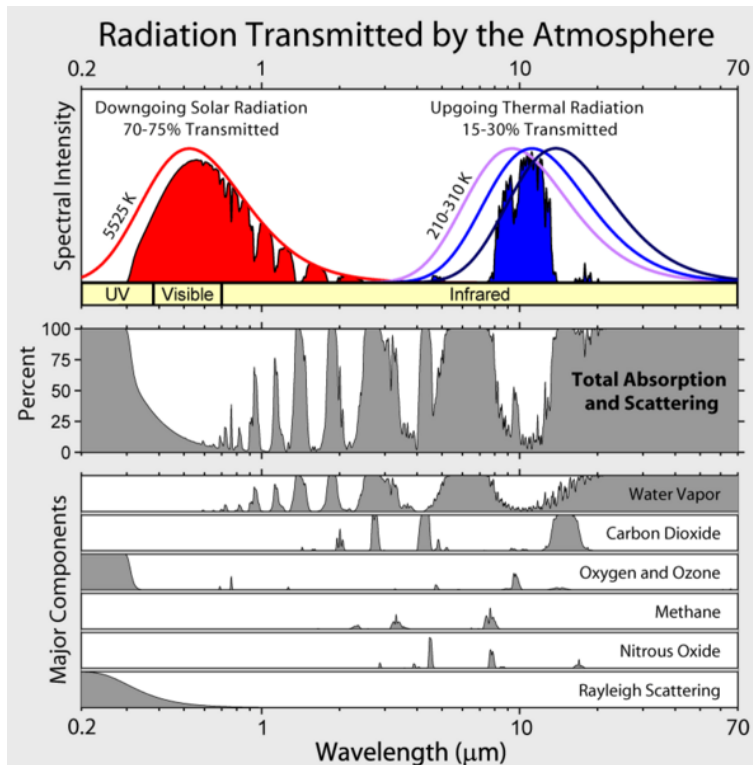 Radiation Transmitted by the Atmosphere
0.2 1 10 70
Downgoing Solar Radiation
70-75% Transmitted
Upgoing Thermal Radiation
15-30% Transmitted
Spectral Intensity
5525 K
210-310 K
UV Visible Infrared
Percent
100
75
50
25
0
Total Absorption
and Scattering
Major Components
Water Vapor
Carbon Dioxide
Oxygen and Ozone
Methane
Nitrous Oxide
Rayleigh Scattering
0.2 1 10 70
Wavelength (μm)